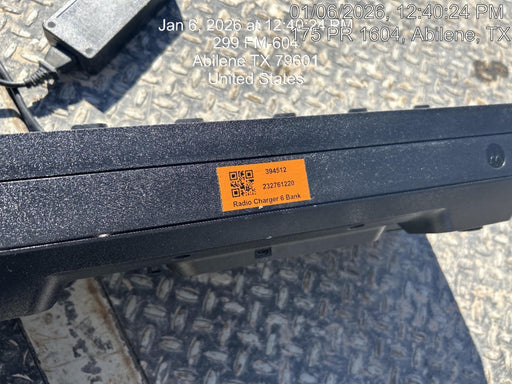 Jan 6, 2026 at 12:40:23 PM
299 FM-604
Abilene TX 79601
United States
01/06/2026, 12:40:24 PM
175 PR 1604, Abilene, TX
394512
232761220
Radio Charger 6 Bank